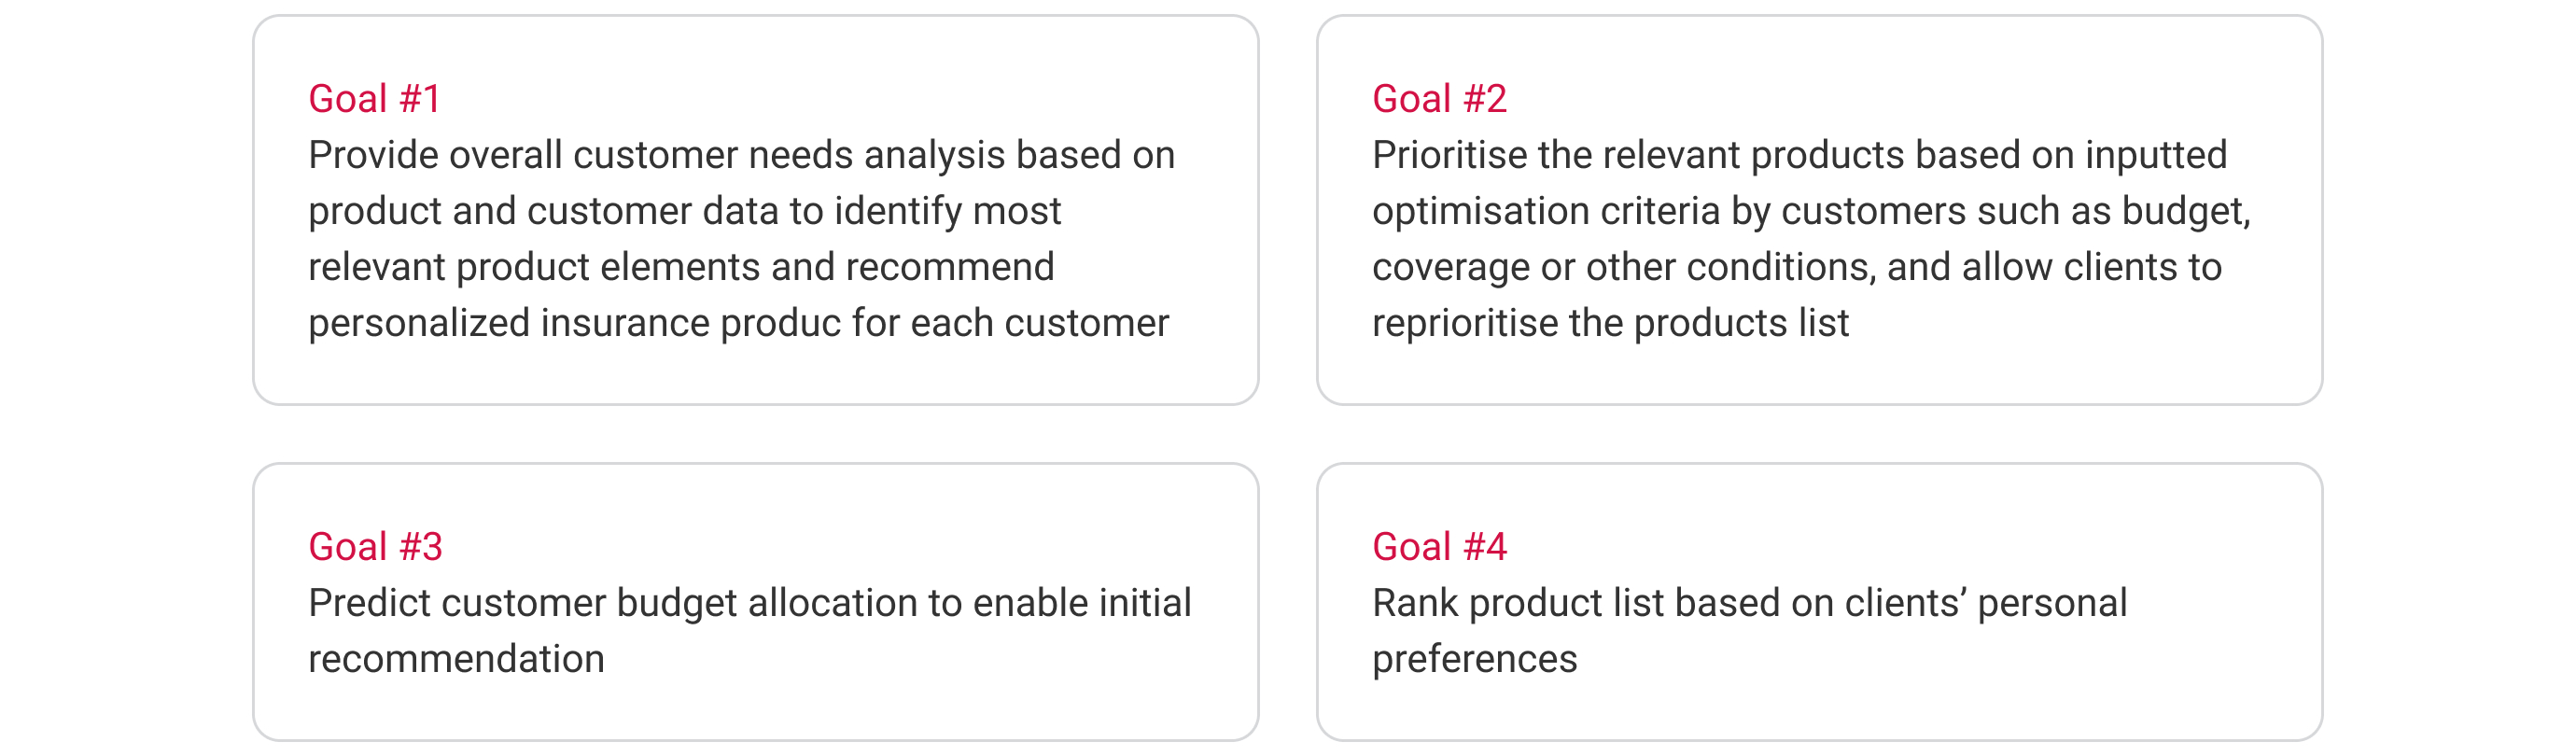 Goal #1
Provide overall customer needs analysis based on
product and customer data to identify most
relevant product elements and recommend
personalized insurance produc for each customer
Goal #2
Prioritise the relevant products based on inputted
optimisation criteria by customers such as budget,
coverage or other conditions, and allow clients to
reprioritise the products list
Goal #3
Predict customer budget allocation to enable initial
recommendation
Goal #4
Rank product list based on clients’ personal
preferences